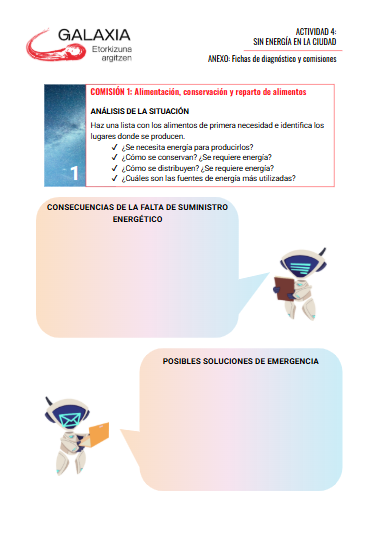 GALAXIA
Etorkizuna
argitzen
ACTIVIDAD 4:
SIN ENERGÍA EN LA CIUDAD
ANEXO: Fichas de diagnóstico y comisiones
COMISIÓN 1: Alimentación, conservación y reparto de alimentos
ANÁLISIS DE LA SITUACIÓN
Haz una lista con los alimentos de primera necesidad e identifica los
lugares donde se producen.
✓ ¿Se necesita energía para producirlos?
✓ ¿Cómo se conservan? ¿Se requiere energía?
✓ ¿Cómo se distribuyen? ¿Se requiere energía?
✓ ¿Cuáles son las fuentes de energía más utilizadas?
1
CONSECUENCIAS DE LA FALTA DE SUMINISTRO
ENERGÉTICO
POSIBLES SOLUCIONES DE EMERGENCIA